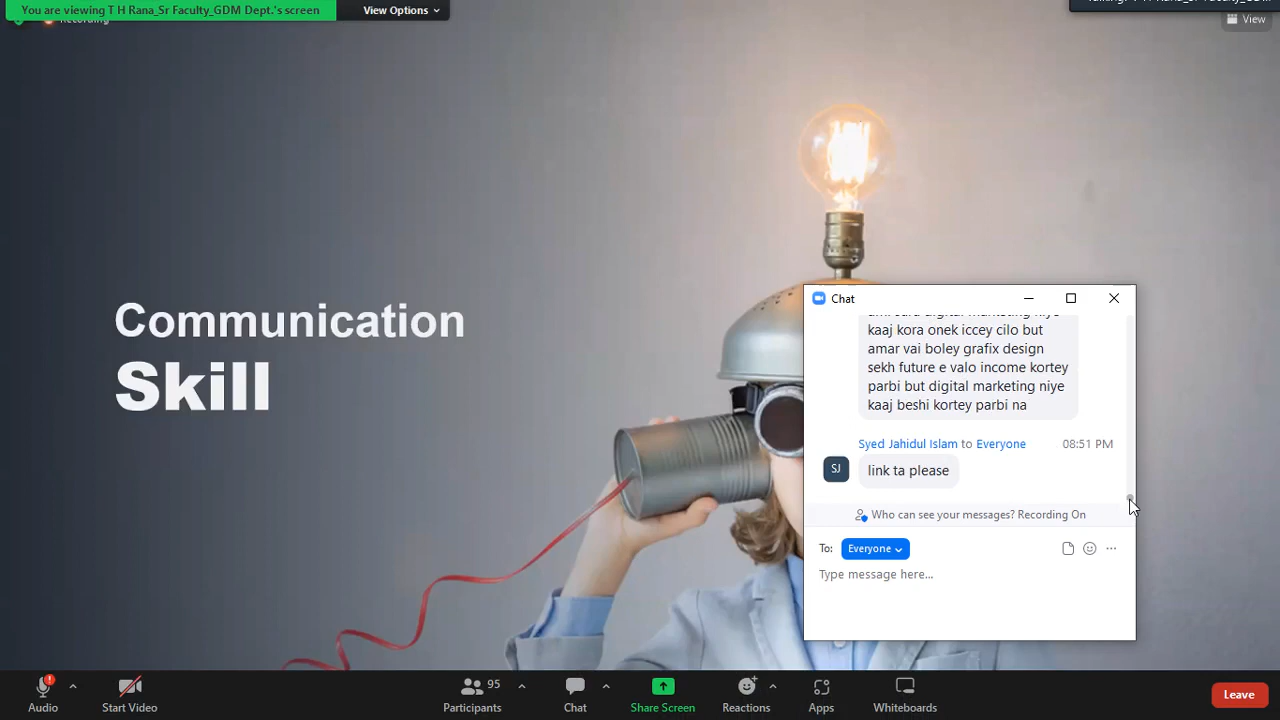 You are viewing T H Rana_Sr Faculty_GDM Dept.'s screen
View Options
Recording
View
Communication
Skill
Chat
kaaj kora onek iccey cilo but
amar vai boley grafix design
sekh future e valo income kortey
parbi but digital marketing niye
kaaj beshi kortey parbi na
Syed Jahidul Islam to Everyone 08:51 PM
SJ
link ta please
Who can see your messages? Recording On
To: Everyone
Type message here...
Audio
Start Video
95
Participants
Chat
Share Screen
Reactions
Apps
Whiteboards
Leave